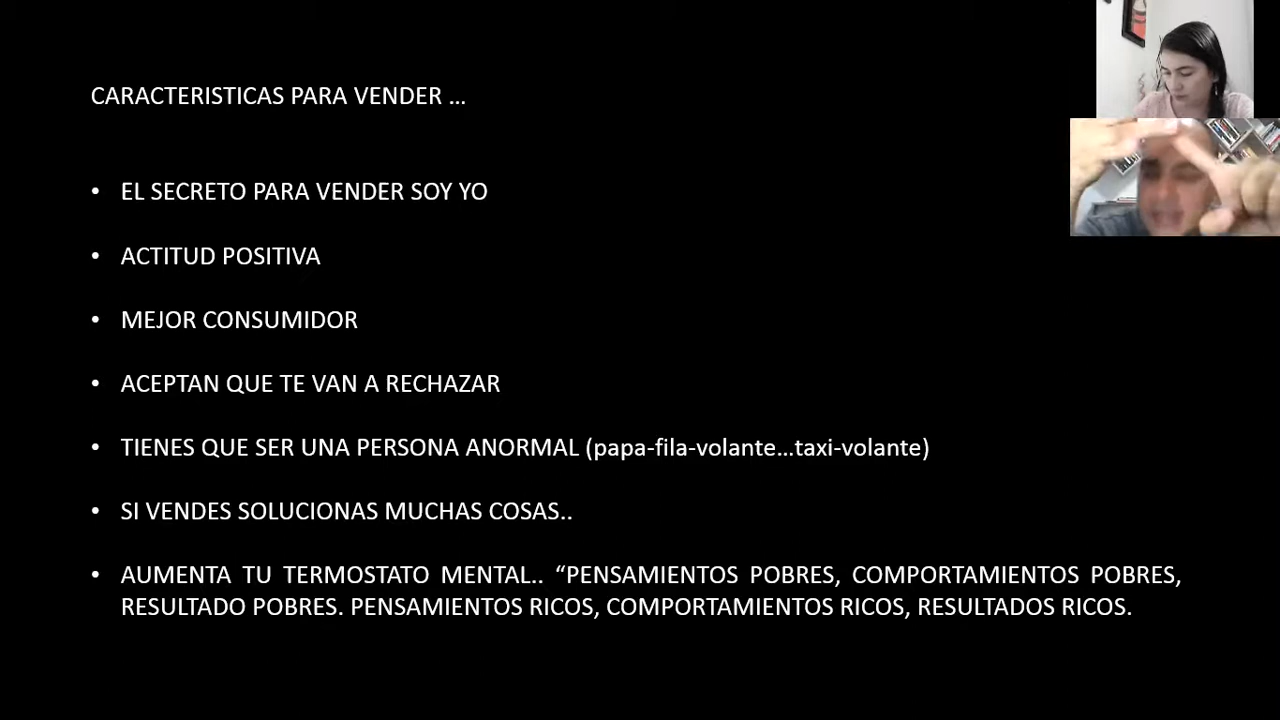 CARACTERISTICAS PARA VENDER …
• EL SECRETO PARA VENDER SOY YO
• ACTITUD POSITIVA
• MEJOR CONSUMIDOR
• ACEPTAN QUE TE VAN A RECHAZAR
• TIENES QUE SER UNA PERSONA ANORMAL (papa-fila-volante…taxi-volante)
• SI VENDES SOLUCIONAS MUCHAS COSAS..
• AUMENTA TU TERMOSTATO MENTAL.. “PENSAMIENTOS POBRES, COMPORTAMIENTOS POBRES,
RESULTADO POBRES. PENSAMIENTOS RICOS, COMPORTAMIENTOS RICOS, RESULTADOS RICOS.